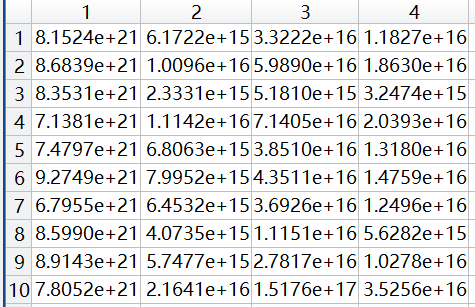 1 2 3 4
1 8.1524e+21 6.1722e+15 3.3222e+16 1.1827e+16
2 8.6839e+21 1.0096e+16 5.9890e+16 1.8630e+16
3 8.3531e+21 2.3331e+15 5.1810e+15 3.2474e+15
4 7.1381e+21 1.1142e+16 7.1405e+16 2.0393e+16
5 7.4797e+21 6.8063e+15 3.8510e+16 1.3180e+16
6 9.2749e+21 7.9952e+15 4.3511e+16 1.4759e+16
7 6.7955e+21 6.4532e+15 3.6926e+16 1.2496e+16
8 8.5990e+21 4.0735e+15 1.1151e+16 5.6282e+15
9 8.9143e+21 5.7477e+15 2.7817e+16 1.0278e+16
10 7.8052e+21 2.1641e+16 1.5176e+17 3.5256e+16